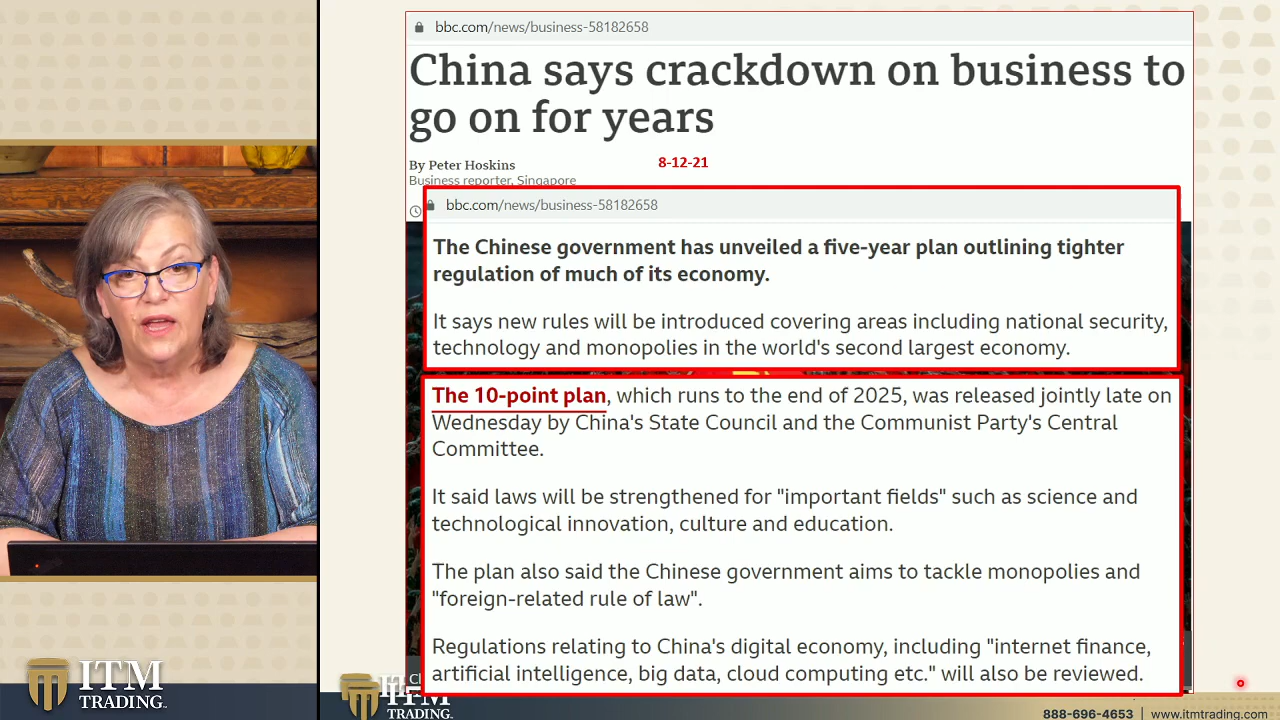 bbc.com/news/business-58182658
China says crackdown on business to
go on for years
By Peter Hoskins
8-12-21
Business reporter, Singapore
bbc.com/news/business-58182658
The Chinese government has unveiled a five-year plan outlining tighter
regulation of much of its economy.
It says new rules will be introduced covering areas including national security,
technology and monopolies in the world's second largest economy.
The 10-point plan, which runs to the end of 2025, was released jointly late on
Wednesday by China's State Council and the Communist Party's Central
Committee.
It said laws will be strengthened for "important fields" such as science and
technological innovation, culture and education.
The plan also said the Chinese government aims to tackle monopolies and
"foreign-related rule of law".
Regulations relating to China's digital economy, including "internet finance,
artificial intelligence, big data, cloud computing etc." will also be reviewed.
ITM
TRADING.
ITM
TRADING.
888-696-4653 | www.itmtrading.com